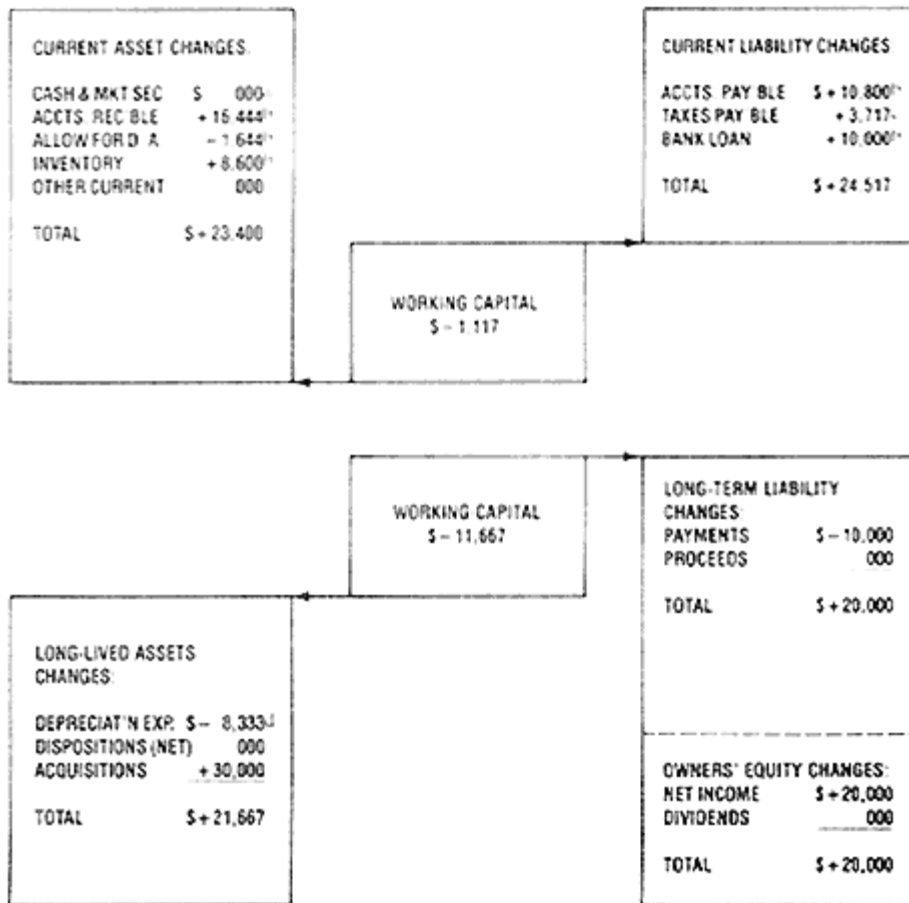 CURRENT ASSET CHANGES:
CASH & MKT SEC $ 000
ACCTS. REC'BLE + 16,444
ALLOW FOR D. A. - 1,644
INVENTORY + 8,600
OTHER CURRENT 000
TOTAL $ + 23,400
CURRENT LIABILITY CHANGES
ACCTS. PAY'BLE $ + 10,800
TAXES PAY'BLE + 3,717
BANK LOAN + 10,000
TOTAL $ + 24,517
WORKING CAPITAL
$ - 1,117
WORKING CAPITAL
$ - 11,667
LONG-TERM LIABILITY
CHANGES:
PAYMENTS $ - 10,000
PROCEEDS 000
TOTAL $ + 20,000
LONG-LIVED ASSETS
CHANGES:
DEPRECIAT'N EXP. $ - 8,333
DISPOSITIONS (NET) 000
ACQUISITIONS + 30,000
TOTAL $ + 21,667
OWNERS' EQUITY CHANGES:
NET INCOME $ + 20,000
DIVIDENDS 000
TOTAL $ + 20,000